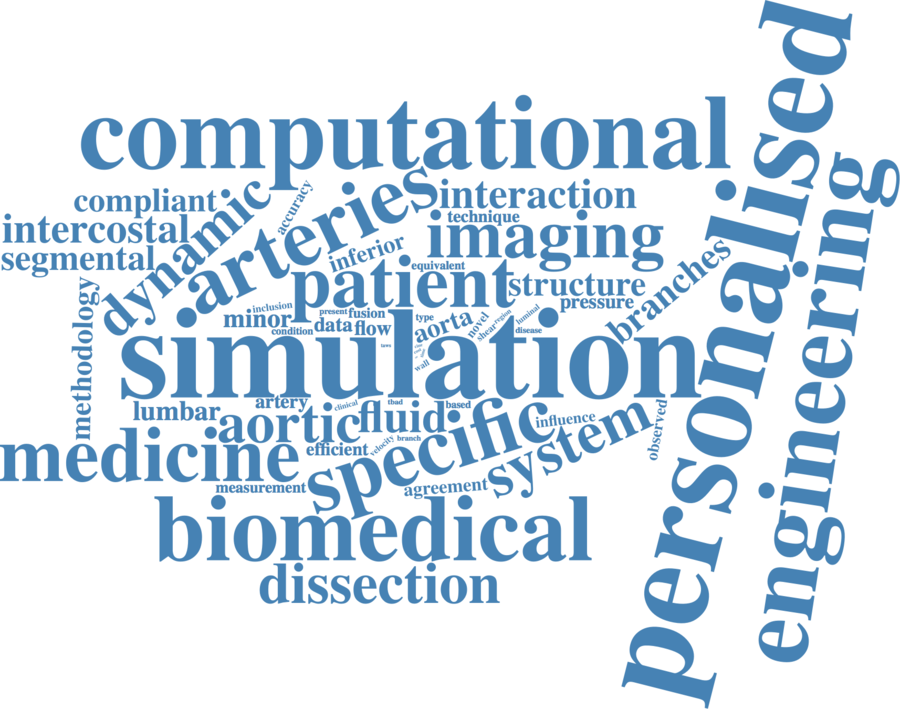 personalised
computational
engineering
compliant
dynamic
accuracy
arteries
interaction
technique
intercostal
imaging
segmental
inferior
equivalent
patient
structure
branches
pressure
methodology
inclusion
minor
present
fusion
type
condition
data
flow
aorta
novel
shear
region
luminal
disease
laws
simulation
wall
lumbar
artery
clinical
tbad
based
aortic
fluid
specific
influence
system
observed
medicine
efficient
velocity
branch
measurement
agreement
biomedical
dissection